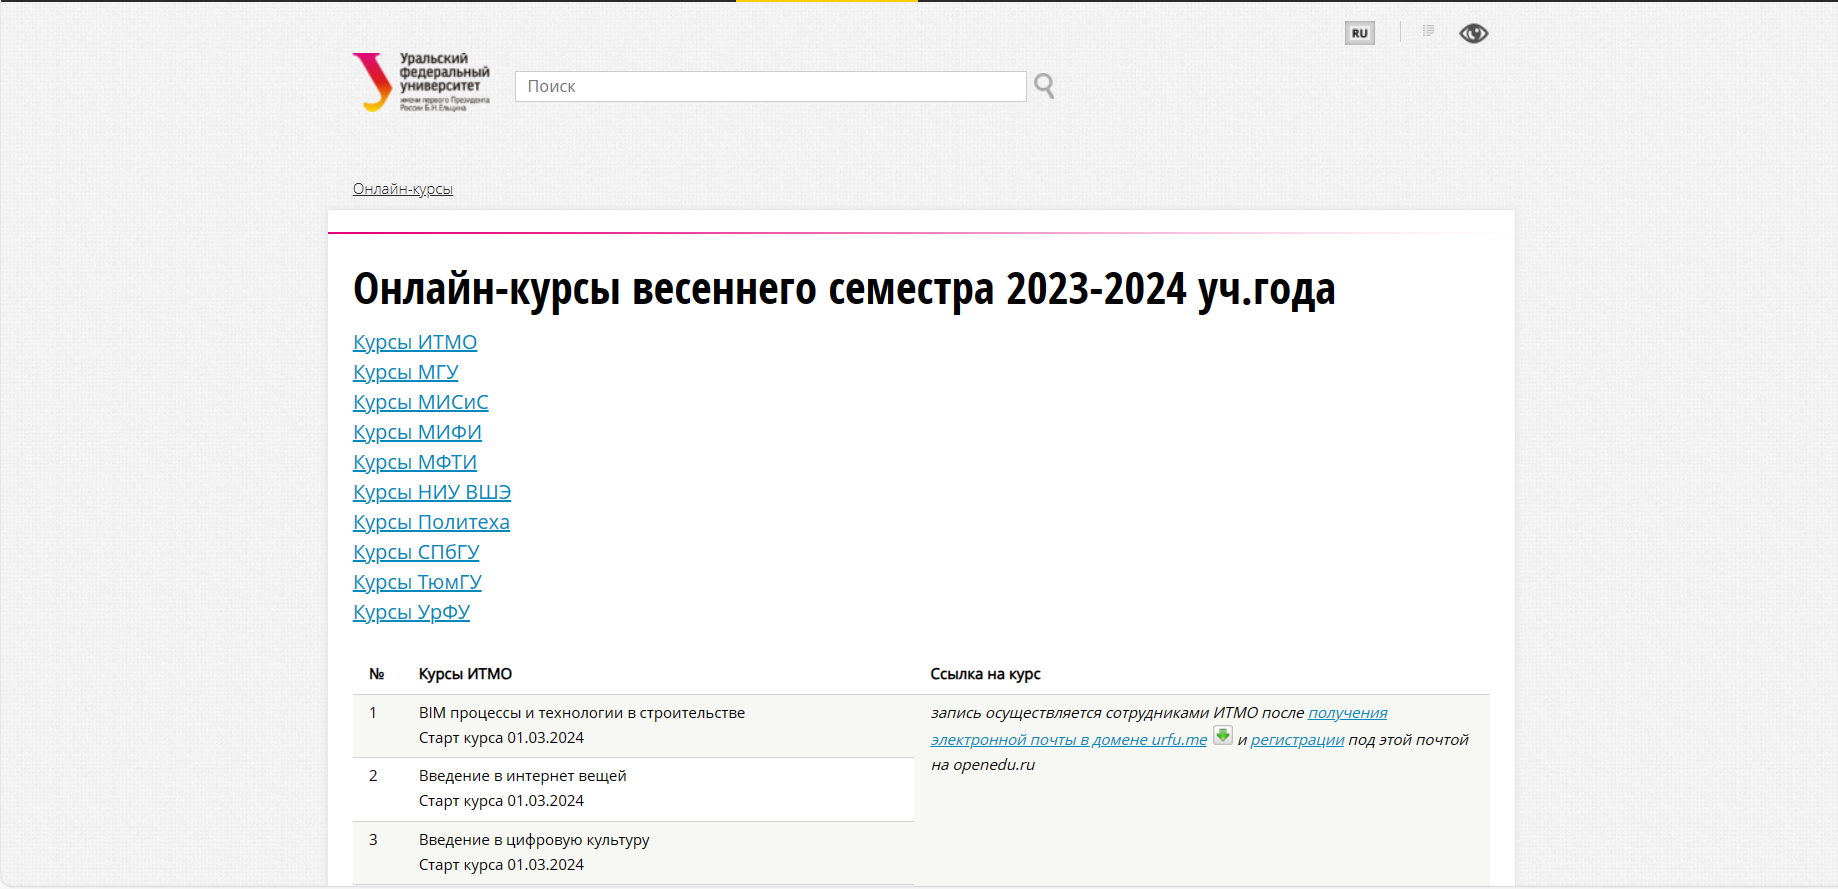 RU
Уральский
федеральный
университет
имени первого Президента
России Б.Н.Ельцина
Поиск
Онлайн-курсы
Онлайн-курсы весеннего семестра 2023-2024 уч.года
Курсы ИТМО
Курсы МГУ
Курсы МИСиС
Курсы МИФИ
Курсы МФТИ
Курсы НИУ ВШЭ
Курсы Политеха
Курсы СПбГУ
Курсы ТюмГУ
Курсы УрФУ
№ Курсы ИТМО Ссылка на курс
1 BIM процессы и технологии в строительстве
Старт курса 01.03.2024
запись осуществляется сотрудниками ИТМО после получения
электронной почты в домене urfu.me и регистрации под этой почтой
на openedu.ru
2 Введение в интернет вещей
Старт курса 01.03.2024
3 Введение в цифровую культуру
Старт курса 01.03.2024